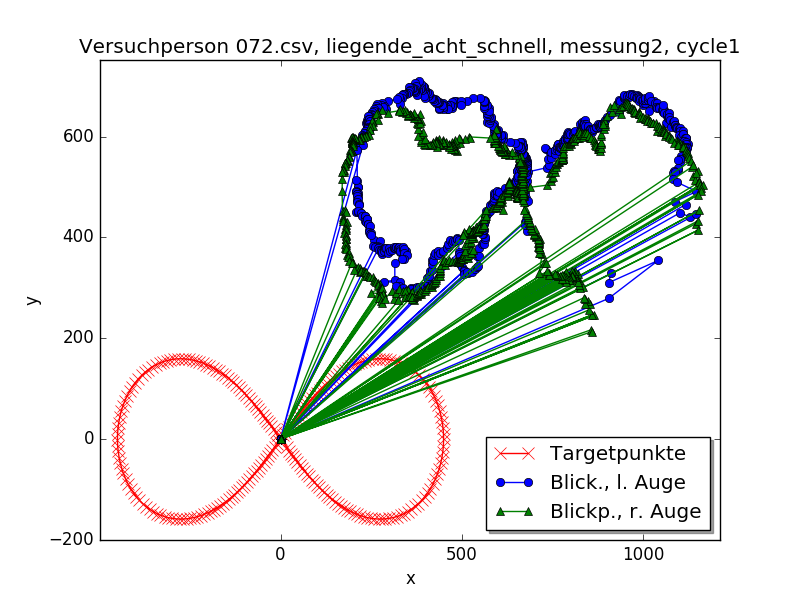 Versuchperson 072.csv, liegende_acht_schnell, messung2, cycle1
y
600
400
200
0
−200
0
500
1000
x
Targetpunkte
Blick., l. Auge
Blickp., r. Auge